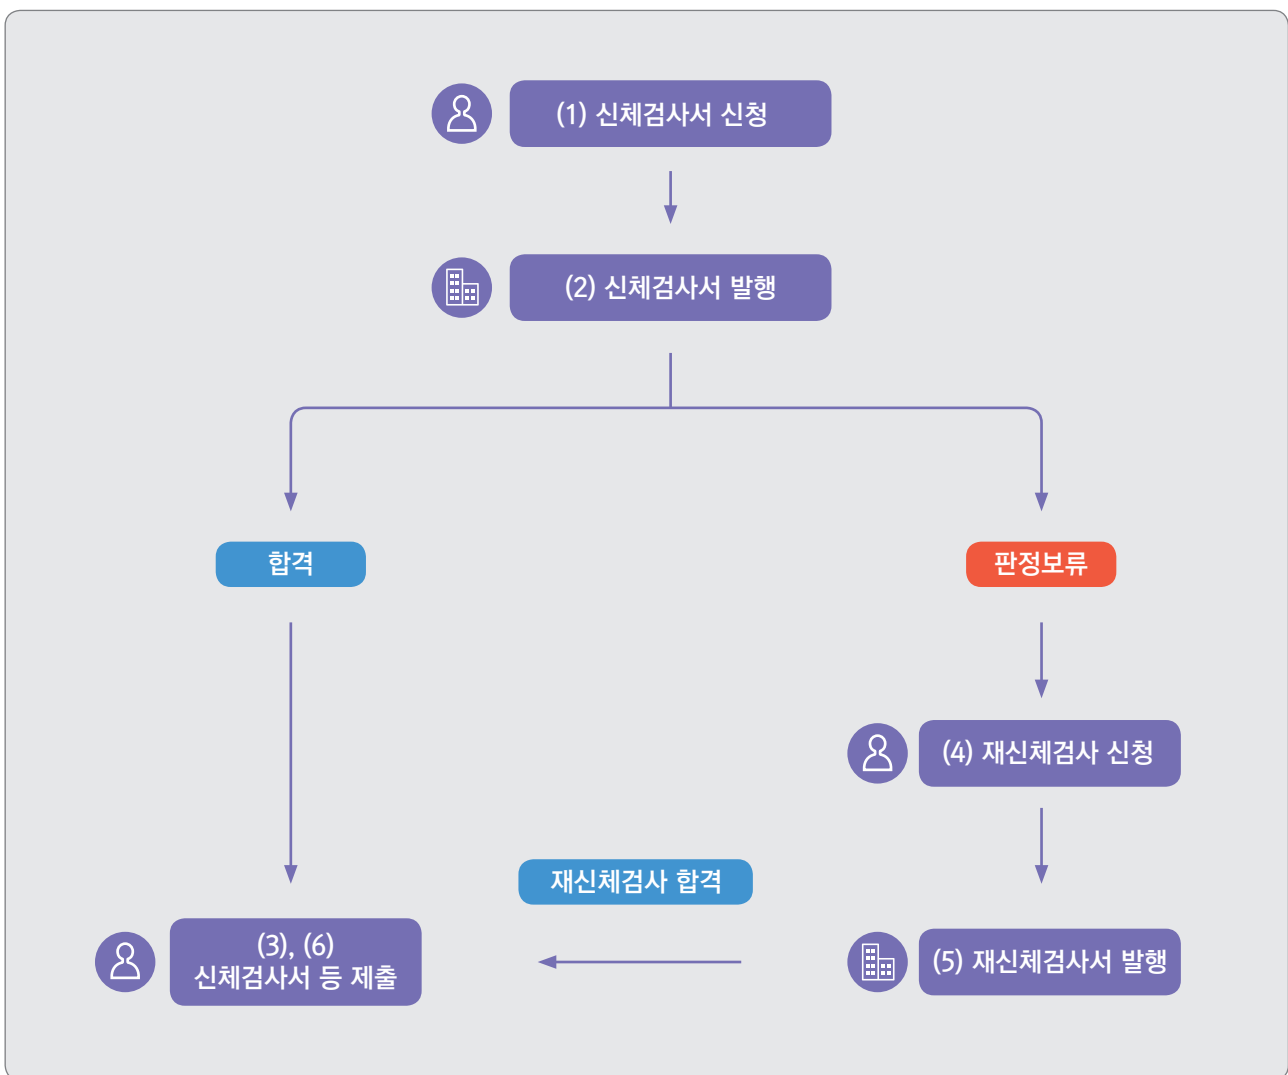 (1) 신체검사서 신청
(2) 신체검사서 발행
합격
판정보류
(4) 재신체검사 신청
재신체검사 합격
(3), (6)
신체검사서 등 제출
(5) 재신체검사서 발행